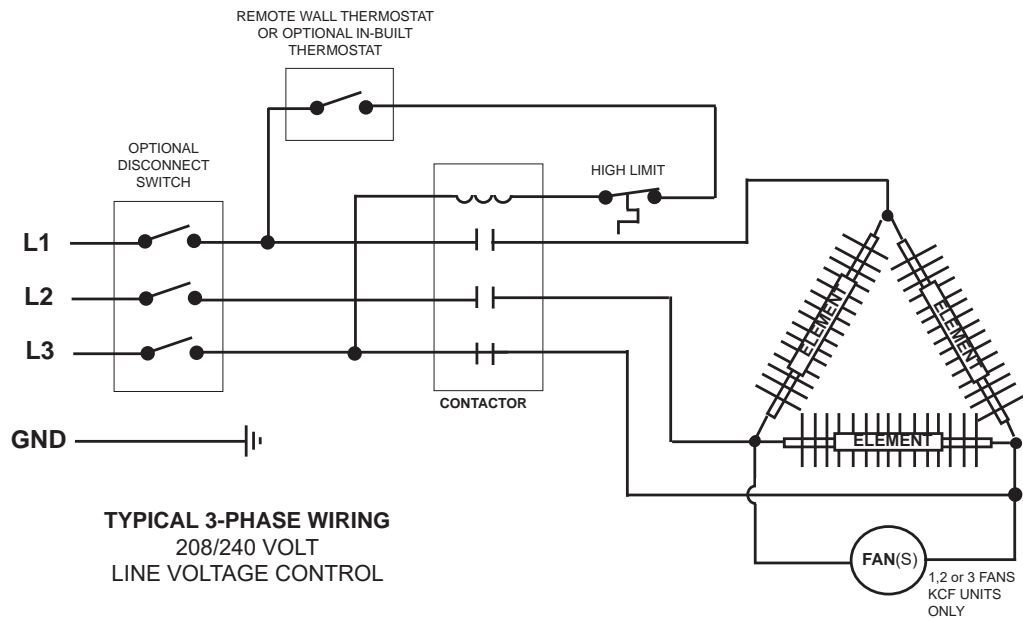 REMOTE WALL THERMOSTAT
OR OPTIONAL IN-BUILT
THERMOSTAT
OPTIONAL
DISCONNECT
SWITCH
HIGH LIMIT
L1
L2
L3
GND
CONTACTOR
ELEMENT
ELEMENT
ELEMENT
TYPICAL 3-PHASE WIRING
208/240 VOLT
LINE VOLTAGE CONTROL
FAN(S)
1,2 or 3 FANS
KCF UNITS
ONLY